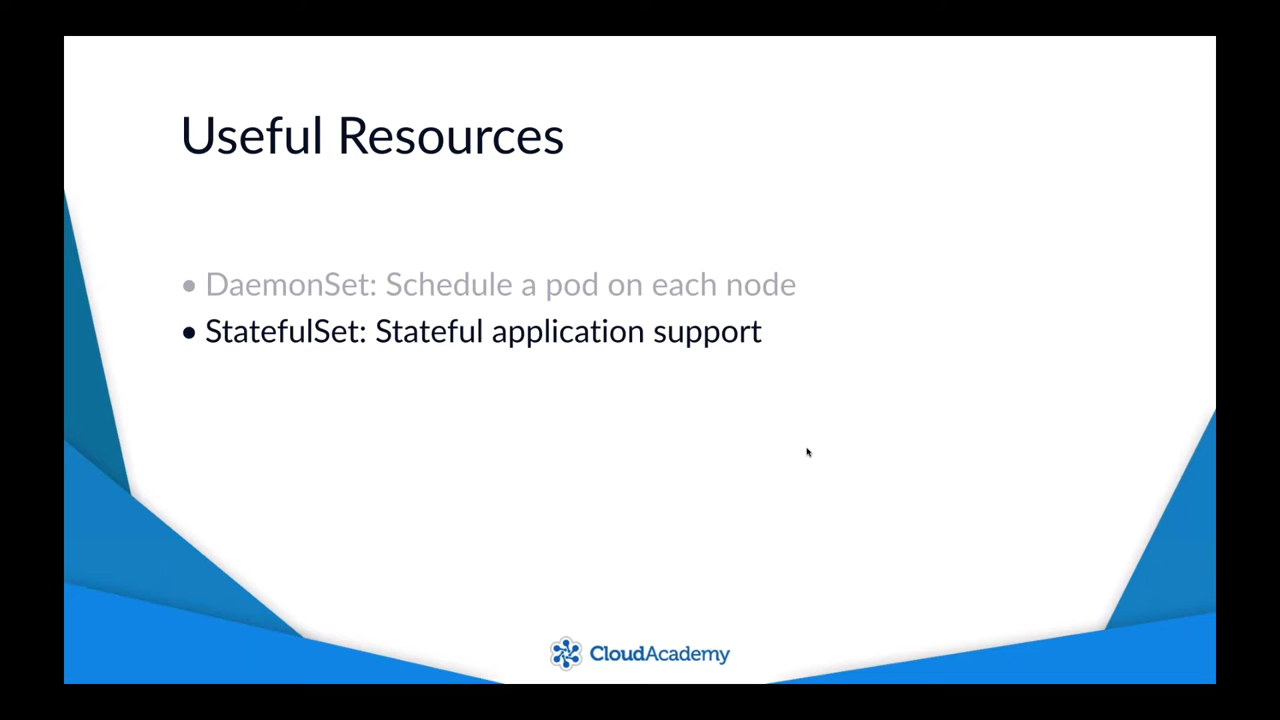 Useful Resources
• DaemonSet: Schedule a pod on each node
• StatefulSet: Stateful application support
CloudAcademy